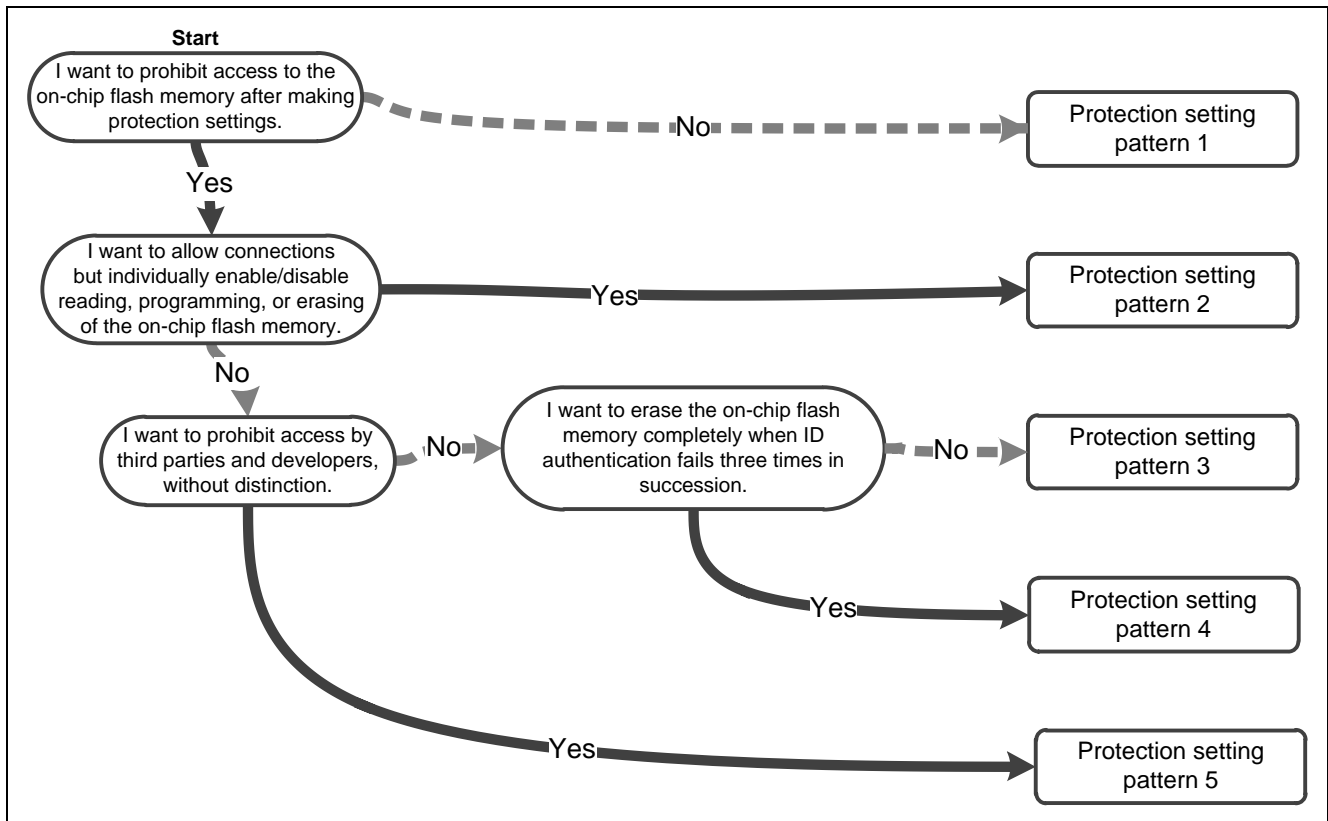 Start
I want to prohibit access to the
on-chip flash memory after making
protection settings.
No
Protection setting
pattern 1
Yes
I want to allow connections
but individually enable/disable
reading, programming, or erasing
of the on-chip flash memory.
Yes
Protection setting
pattern 2
No
I want to prohibit access by
third parties and developers,
without distinction.
No
I want to erase the on-chip flash
memory completely when ID
authentication fails three times in
succession.
No
Protection setting
pattern 3
Yes
Protection setting
pattern 4
Yes
Protection setting
pattern 5